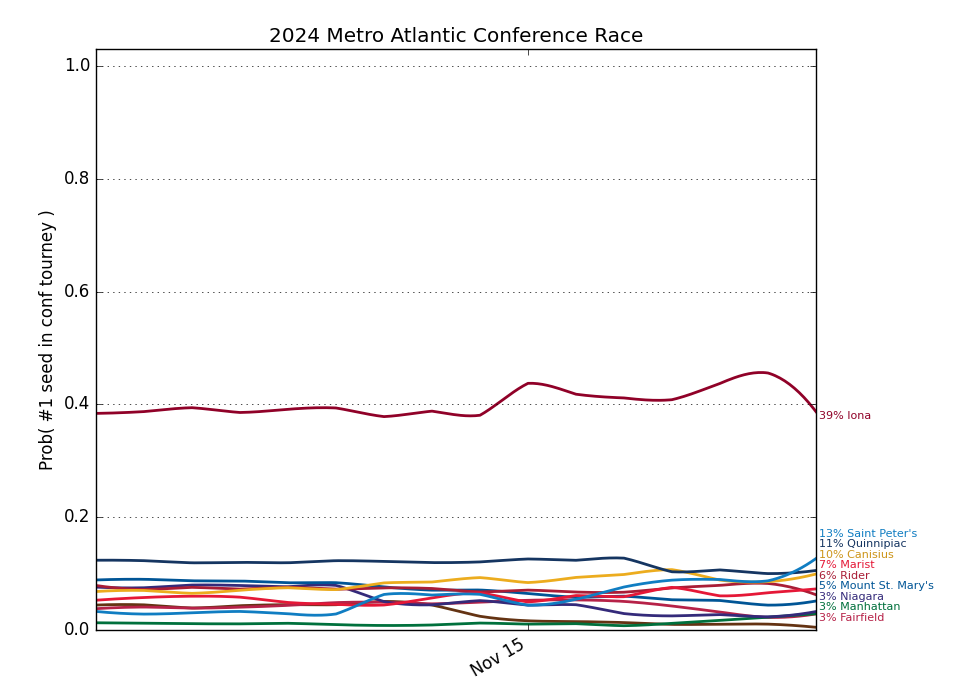 2024 Metro Atlantic Conference Race
Prob( #1 seed in conf tourney )
1.0
0.8
0.6
0.4
0.2
0.0
39% Iona
13% Saint Peter's
11% Quinnipiac
10% Canisius
7% Marist
6% Rider
5% Mount St. Mary's
3% Niagara
3% Manhattan
3% Fairfield
Nov 15